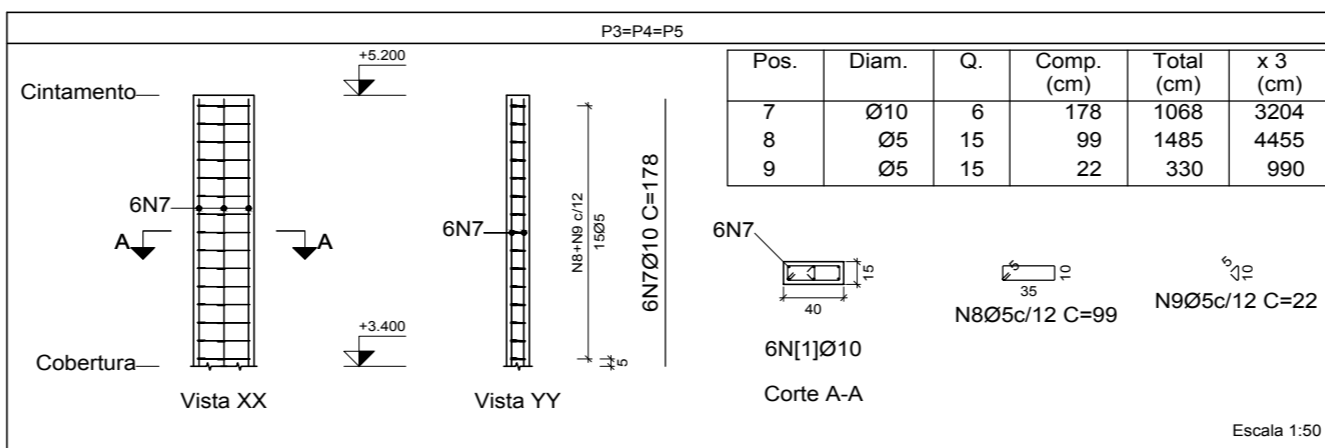 P3=P4=P5
Cintamento
+5.200
6N7
A
A
+3.400
Cobertura
Vista XX
6N7
N8+N9 c/12
15Ø5
5
6N7Ø10 C=178
Vista YY
Pos. Diam. Q. Comp. (cm) Total (cm) x 3 (cm)
7 Ø10 6 178 1068 3204
8 Ø5 15 99 1485 4455
9 Ø5 15 22 330 990
6N7
15
40
6N[1]Ø10
Corte A-A
5
10
35
N8Ø5c/12 C=99
5
10
N9Ø5c/12 C=22
Escala 1:50